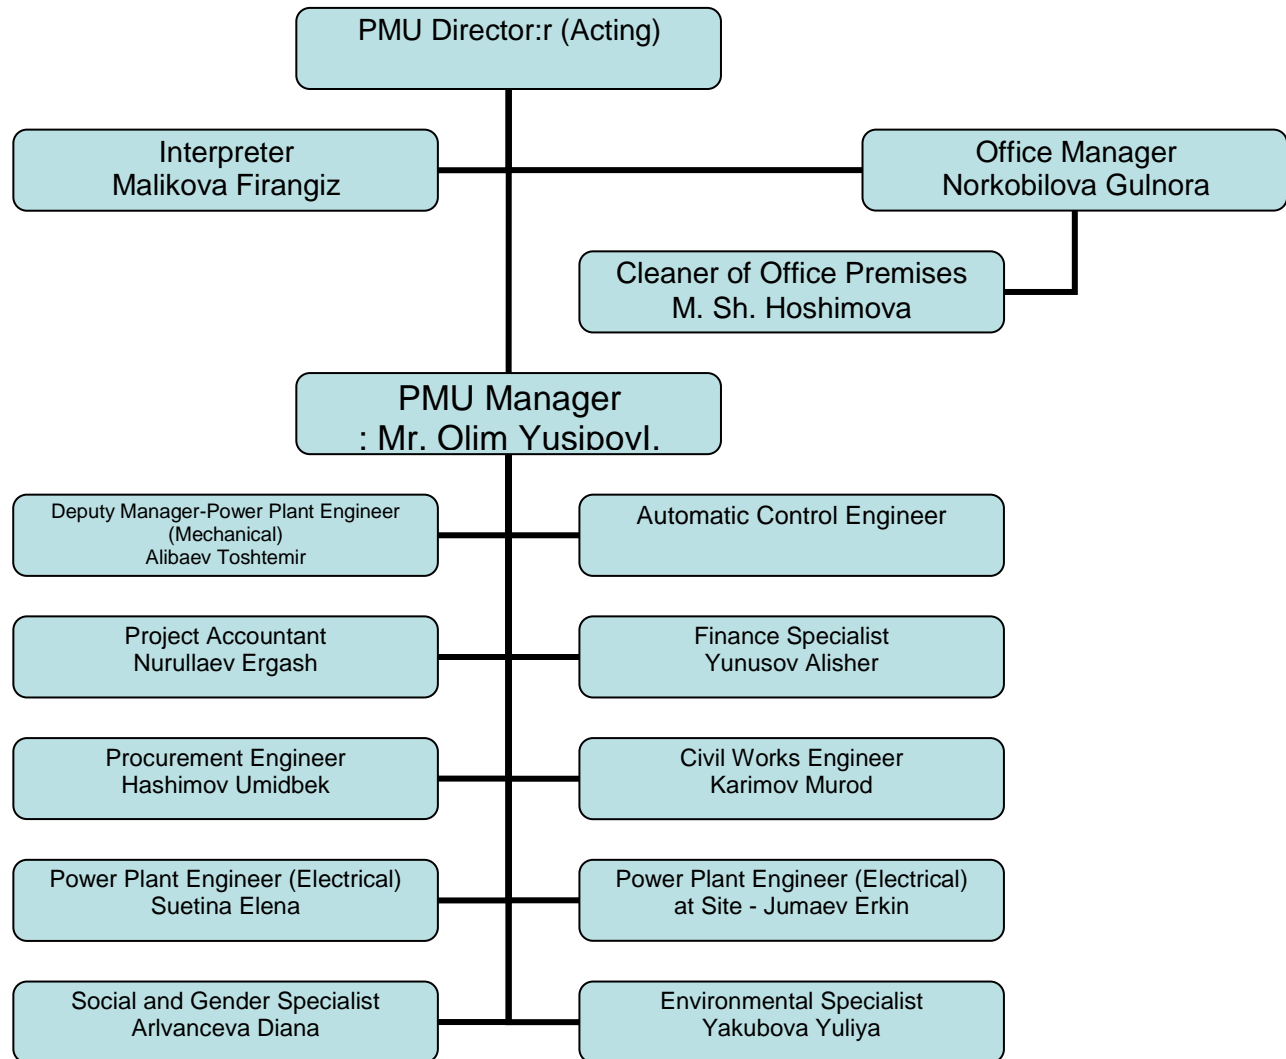 PMU Director:r (Acting)
Interpreter
Malikova Firangiz
Office Manager
Norkobilova Gulnora
Cleaner of Office Premises
M. Sh. Hoshimova
PMU Manager
: Mr. Olim YusipovI.
Deputy Manager-Power Plant Engineer
(Mechanical)
Alibaev Toshtemir
Automatic Control Engineer
Project Accountant
Nurullaev Ergash
Finance Specialist
Yunusov Alisher
Procurement Engineer
Hashimov Umidbek
Civil Works Engineer
Karimov Murod
Power Plant Engineer (Electrical)
Suetina Elena
Power Plant Engineer (Electrical)
at Site - Jumaev Erkin
Social and Gender Specialist
Arlvanceva Diana
Environmental Specialist
Yakubova Yuliya